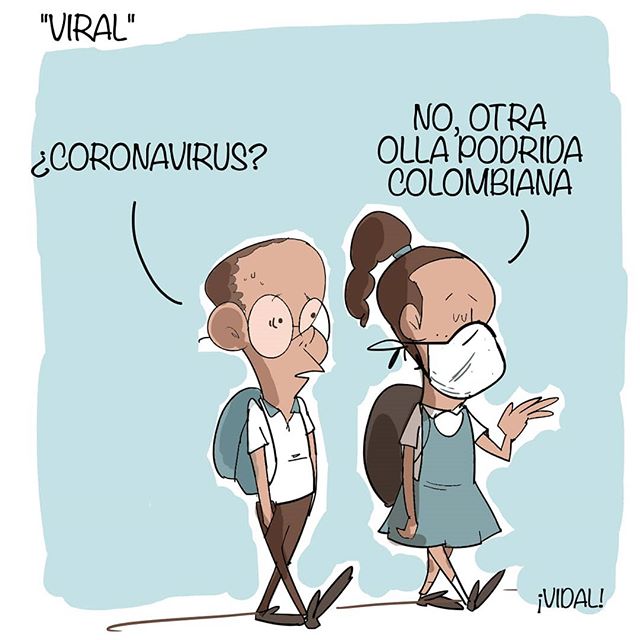 "VIRAL"
¿CORONAVIRUS?
NO, OTRA
OLLA PODRIDA
COLOMBIANA
¡VIDAL!